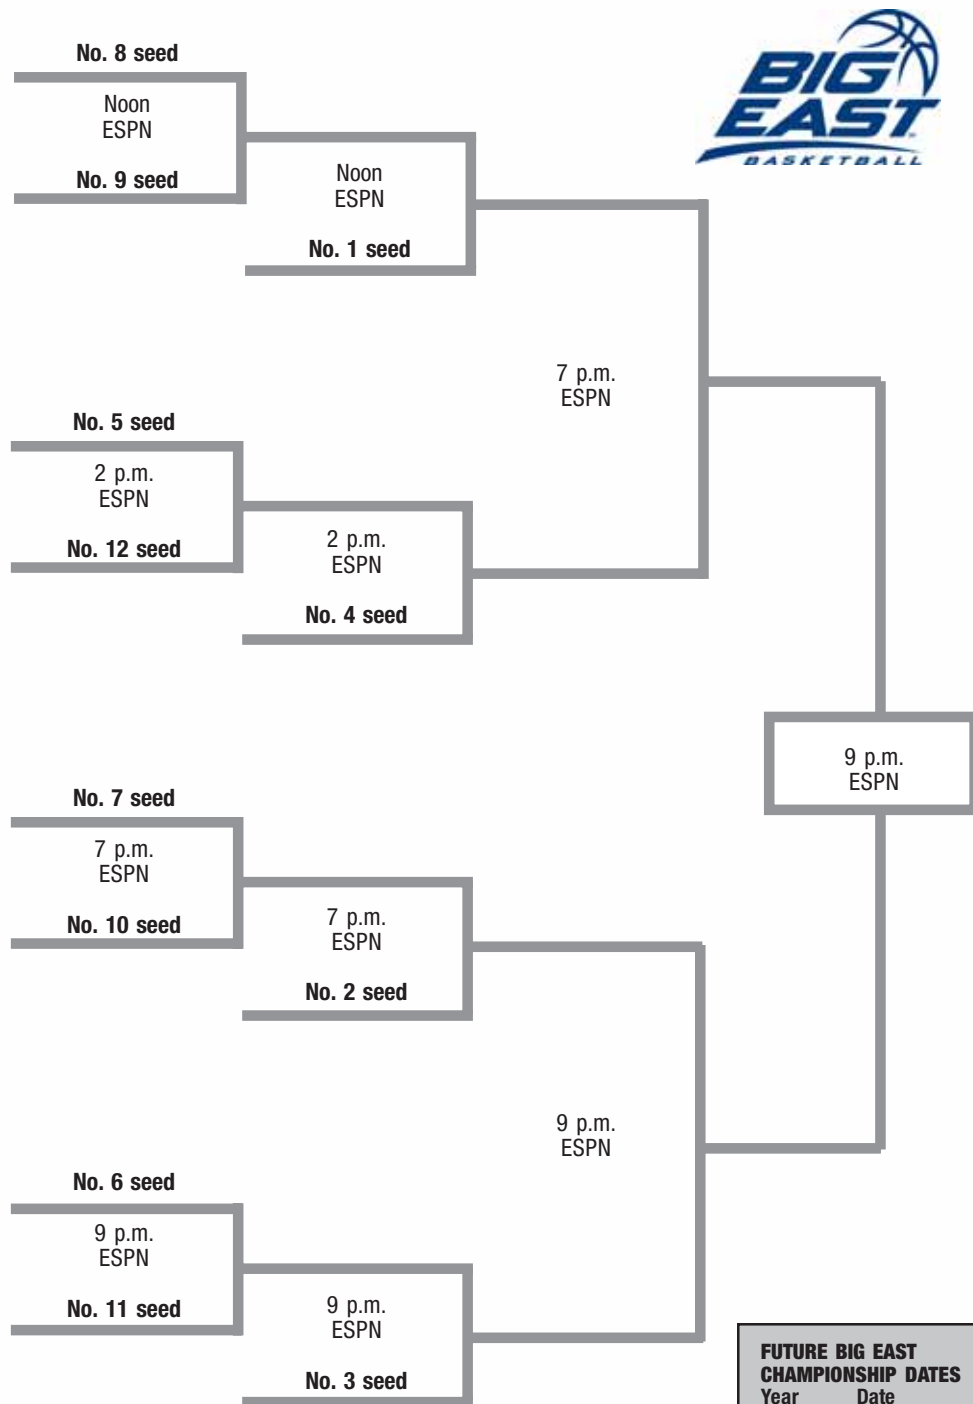 BIG
EAST
BASKETBALL
No. 8 seed
Noon
ESPN
No. 9 seed
Noon
ESPN
No. 1 seed
7 p.m.
ESPN
No. 5 seed
2 p.m.
ESPN
No. 12 seed
2 p.m.
ESPN
No. 4 seed
9 p.m.
ESPN
No. 7 seed
7 p.m.
ESPN
No. 10 seed
7 p.m.
ESPN
No. 2 seed
9 p.m.
ESPN
No. 6 seed
9 p.m.
ESPN
No. 11 seed
9 p.m.
ESPN
No. 3 seed
FUTURE BIG EAST
CHAMPIONSHIP DATES
Year Date